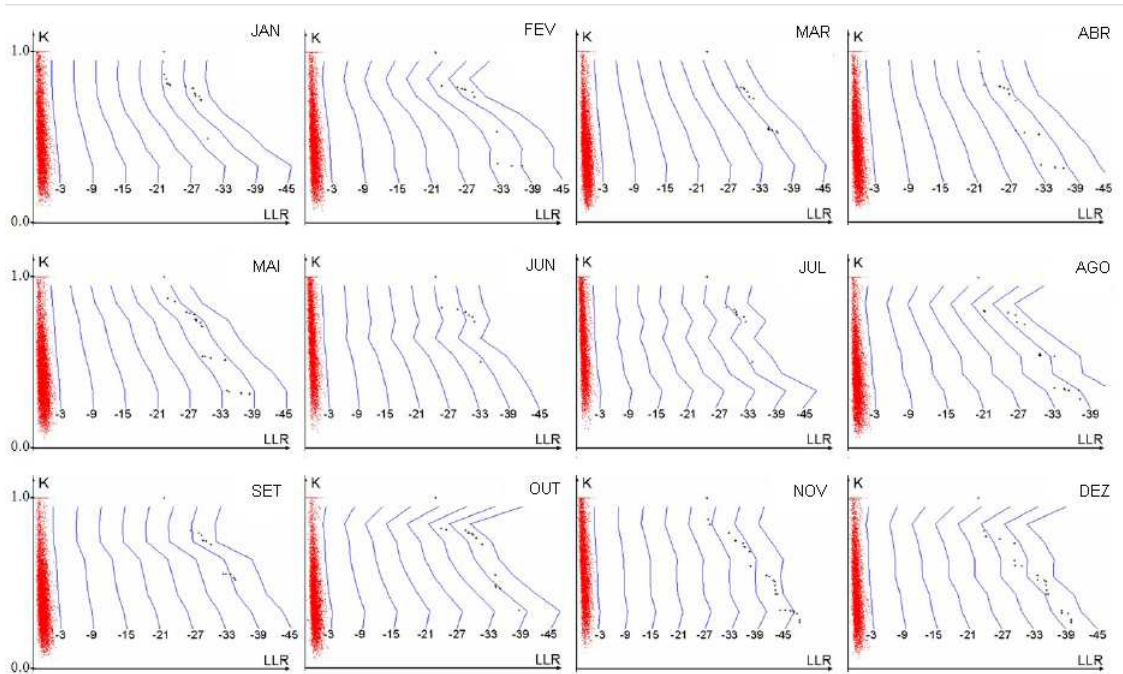 K JAN
1.0
-3 -9 -15 -21 -27 -33 -39 -45
0.0
LLR
K FEV
-3 -9 -15 -21 -27 -33 -39 -45
LLR
K MAR
-3 -9 -15 -21 -27 -33 -39 -45
LLR
K ABR
-3 -9 -15 -21 -27 -33 -39 -45
LLR
K MAI
1.0
-3 -9 -15 -21 -27 -33 -39 -45
0.0
LLR
K JUN
-3 -9 -15 -21 -27 -33 -39 -45
LLR
K JUL
-3 -9 -15 -21 -27 -33 -39 -45
LLR
K AGO
-3 -9 -15 -21 -27 -33 -39
LLR
K SET
1.0
-3 -9 -15 -21 -27 -33 -45
0.0
LLR
K OUT
-3 -9 -15 -21 -27 -33 -39 -45
LLR
K NOV
-3 -9 -15 -21 -27 -33 -39 -45
LLR
K DEZ
-3 -9 -15 -21 -27 -33 -39 -45
LLR